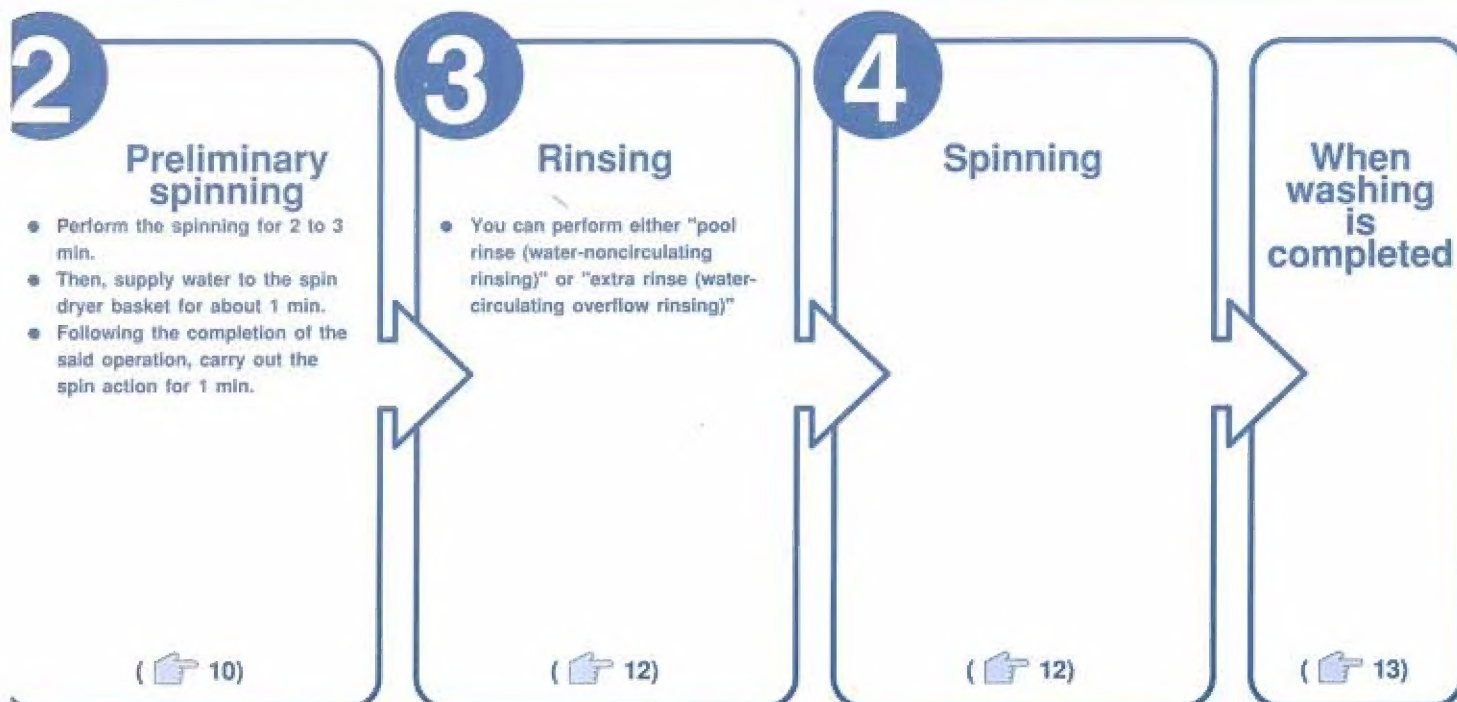 2
Preliminary
spinning
● Perform the spinning for 2 to 3
min.
● Then, supply water to the spin
dryer basket for about 1 min.
● Following the completion of the
said operation, carry out the
spin action for 1 min.
( 10)
3
Rinsing
● You can perform either "pool
rinse (water-noncirculating
rinsing)" or "extra rinse (water-
circulating overflow rinsing)"
( 12)
4
Spinning
( 12)
When
washing
is
completed
( 13)